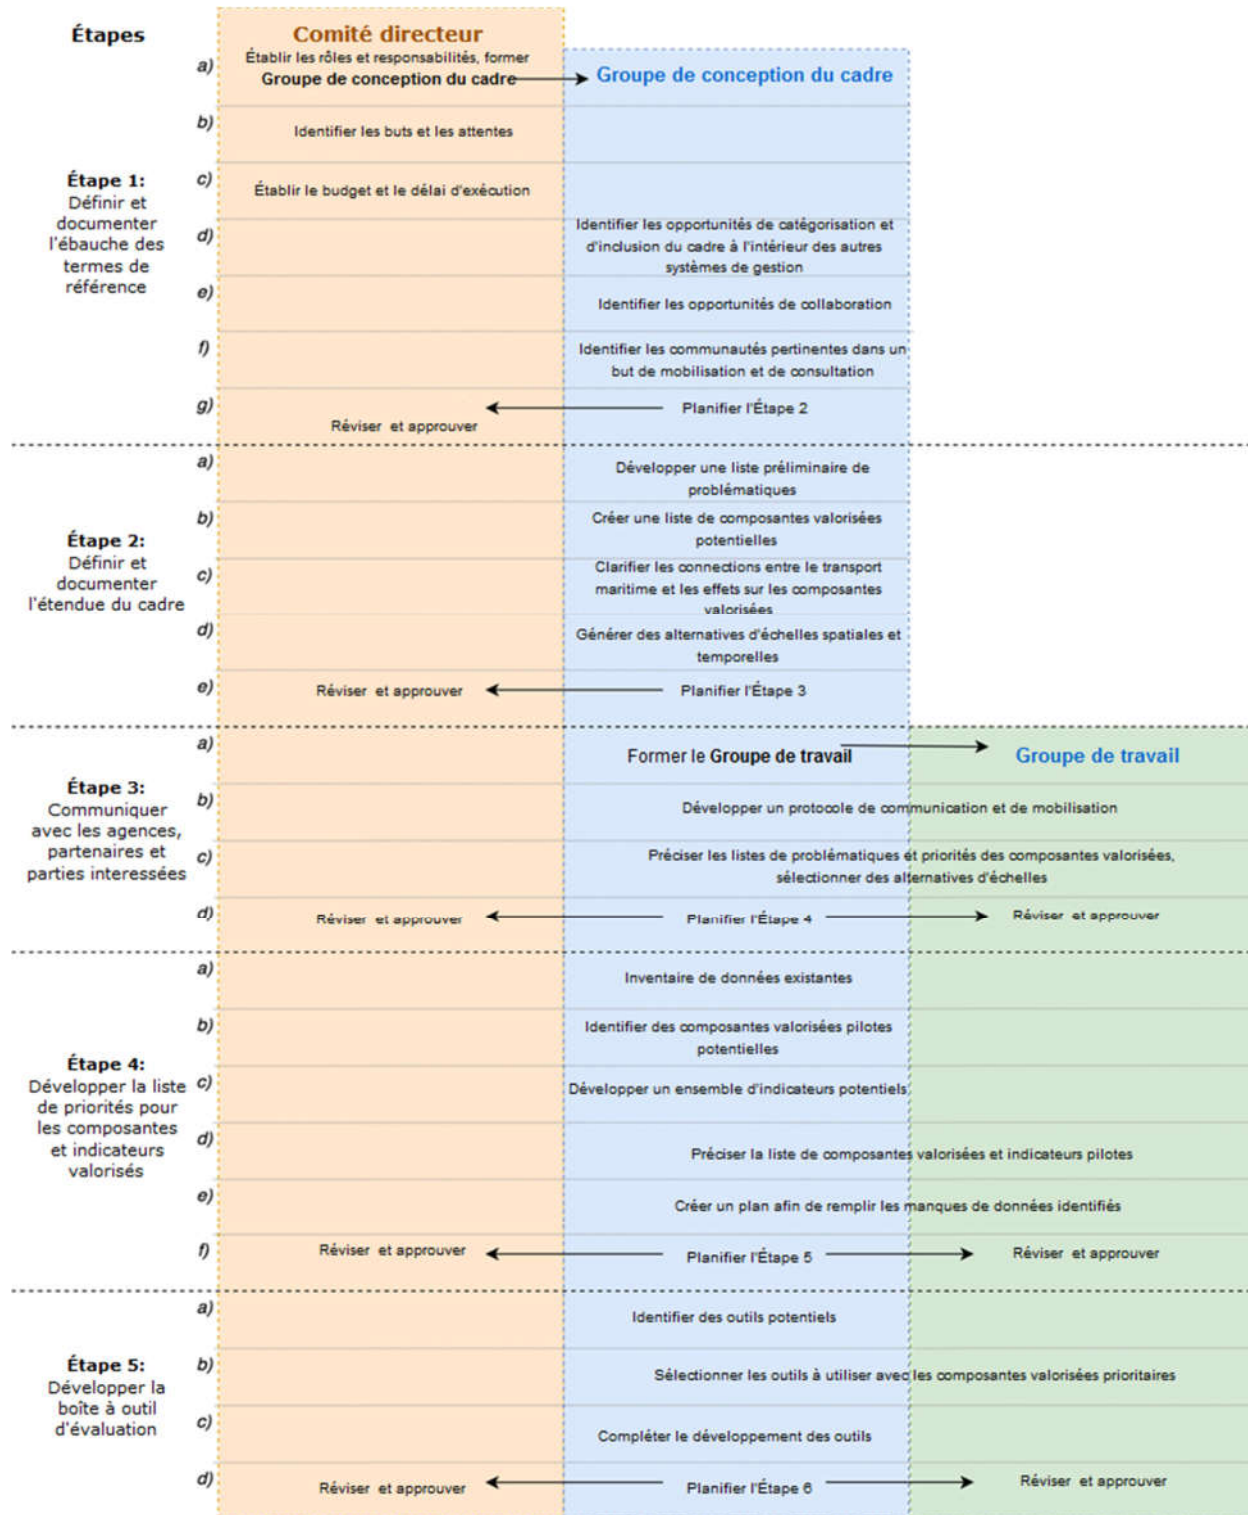 Étapes
Comité directeur
a)
Établir les rôles et responsabilités, former
Groupe de conception du cadre
Groupe de conception du cadre
b)
Identifier les buts et les attentes
Étape 1:
Définir et
documenter
l'ébauche des
termes de
référence
c)
Établir le budget et le délai d'exécution
d)
Identifier les opportunités de catégorisation et
d'inclusion du cadre à l'intérieur des autres
systèmes de gestion
e)
Identifier les opportunités de collaboration
f)
Identifier les communautés pertinentes dans un
but de mobilisation et de consultation
g)
Réviser et approuver
Planifier l'Étape 2
a)
Développer une liste préliminaire de
problématiques
b)
Créer une liste de composantes valorisées
potentielles
Étape 2:
Définir et
documenter
l'étendue du cadre
c)
Clarifier les connections entre le transport
maritime et les effets sur les composantes
valorisées
d)
Générer des alternatives d'échelles spatiales et
temporelles
e)
Réviser et approuver
Planifier l'Étape 3
a)
Former le Groupe de travail
Groupe de travail
Étape 3:
Communiquer
avec les agences,
partenaires et
parties interessées
b)
Développer un protocole de communication et de mobilisation
c)
Préciser les listes de problématiques et priorités des composantes valorisées,
sélectionner des alternatives d'échelles
d)
Réviser et approuver
Planifier l'Étape 4
Réviser et approuver
a)
Inventaire de données existantes
b)
Identifier des composantes valorisées pilotes
potentielles
Étape 4:
Développer la liste
de priorités pour
les composantes
et indicateurs
valorisés
c)
Développer un ensemble d'indicateurs potentiels
d)
Préciser la liste de composantes valorisées et indicateurs pilotes
e)
Créer un plan afin de remplir les manques de données identifiés
f)
Réviser et approuver
Planifier l'Étape 5
Réviser et approuver
a)
Identifier des outils potentiels
Étape 5:
Développer la
boîte à outil
d'évaluation
b)
Sélectionner les outils à utiliser avec les composantes valorisées prioritaires
c)
Compléter le développement des outils
d)
Réviser et approuver
Planifier l'Étape 6
Réviser et approuver